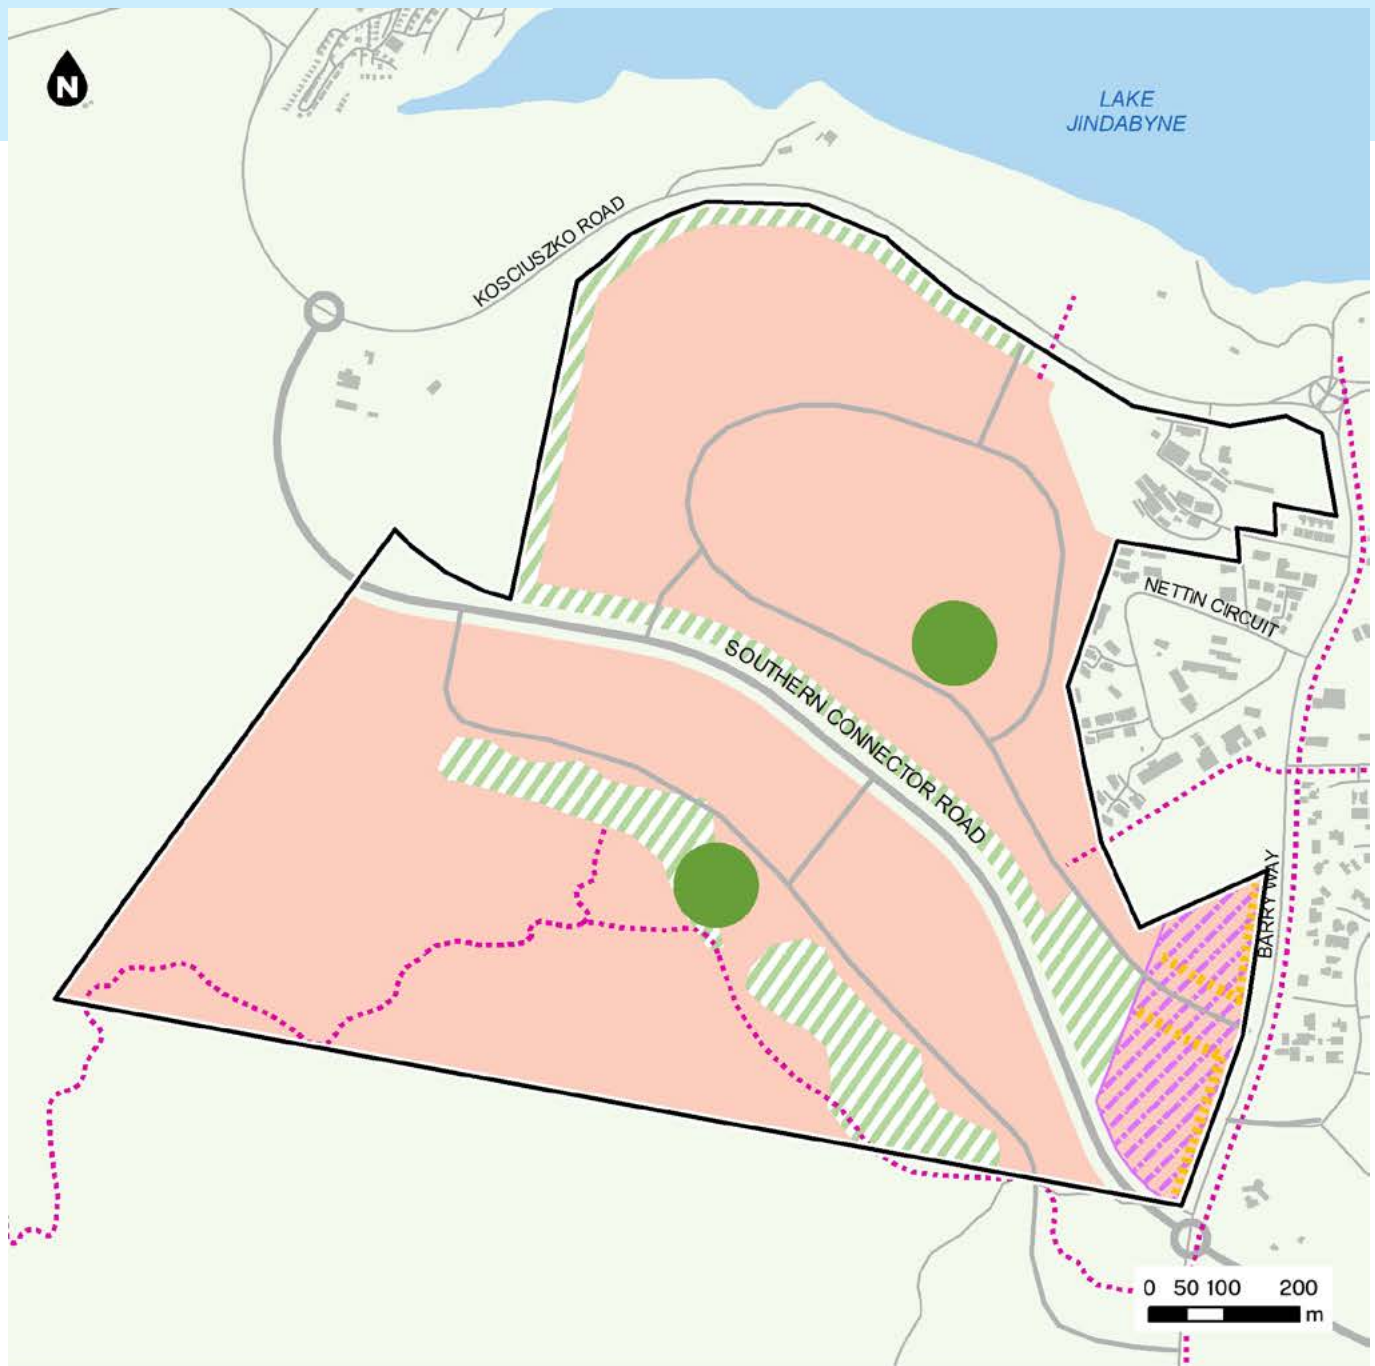 N
LAKE
JINDABYNE
KOSCIUSZKO ROAD
NETTIN CIRCUIT
SOUTHERN CONNECTOR ROAD
BARRY WAY
0 50 100 200
m